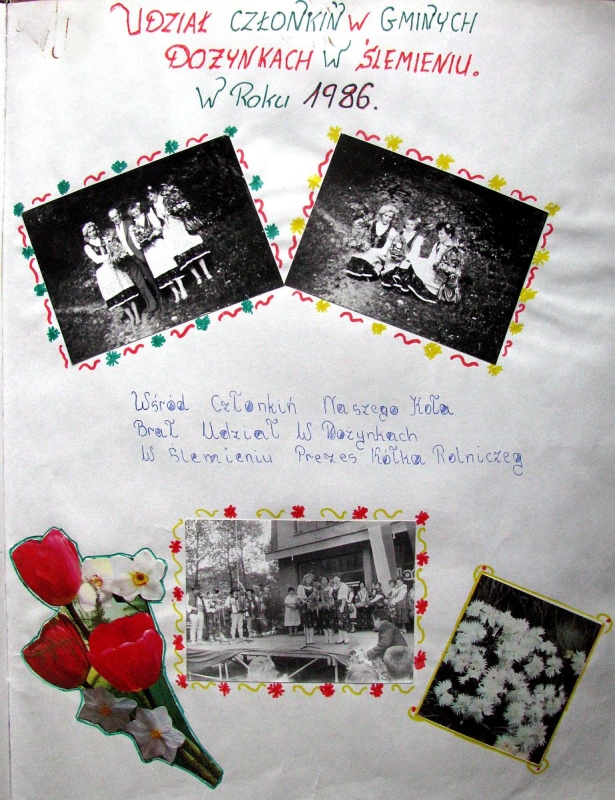 UDZIAŁ CZŁONKIŃ W GMINYCH
DOŻYNKACH W ŚLEMIENIU.
W ROKU 1986.
Wśród Członkiń Naszego Koła
Brał Udział W Dożynkach
W Ślemieniu Prezes Kółka Rolniczeg